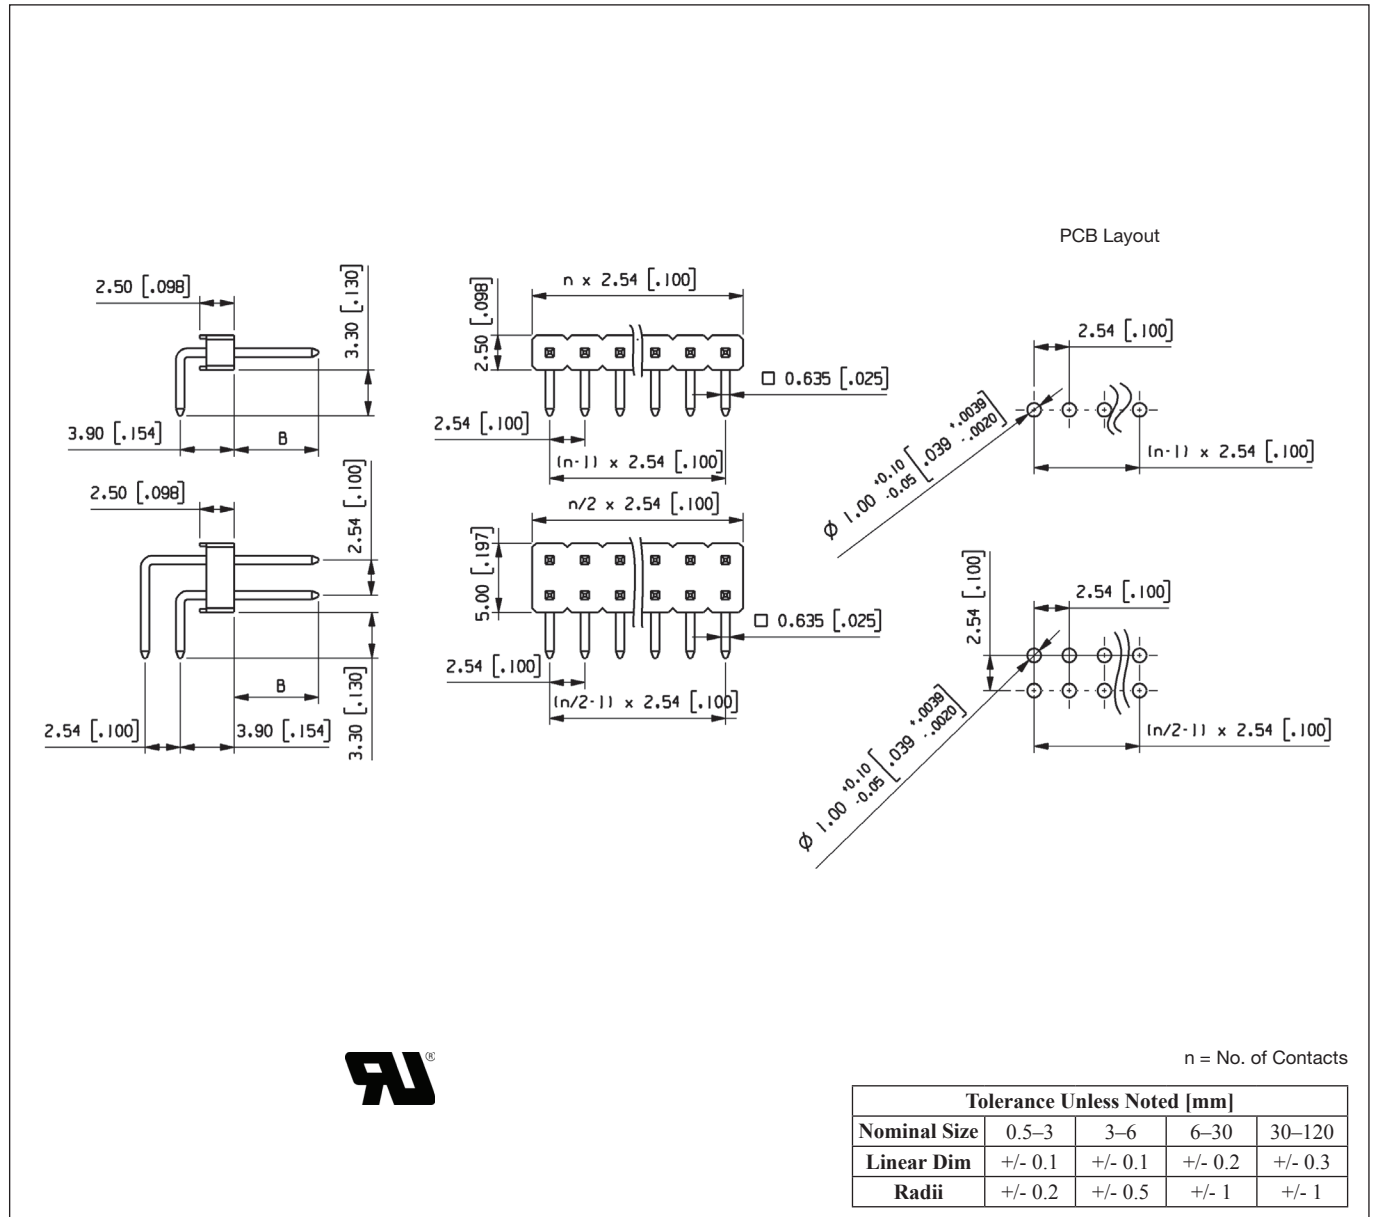 PCB Layout
2.50 [.098]
3.30 [.130]
3.90 [.154]
B
2.50 [.098]
n x 2.54 [.100]
□ 0.635 [.025]
2.54 [.100]
(n-1) x 2.54 [.100]
2.54 [.100]
Ø 1.00 +0.10 -0.05 [.039 +.0039 -.0020]
(n-1) x 2.54 [.100]
2.50 [.098]
2.54 [.100]
B
2.54 [.100]
3.90 [.154]
3.30 [.130]
n/2 x 2.54 [.100]
5.00 [.197]
□ 0.635 [.025]
2.54 [.100]
(n/2-1) x 2.54 [.100]
2.54 [.100]
2.54 [.100]
Ø 1.00 +0.10 -0.05 [.039 +.0039 -.0020]
(n/2-1) x 2.54 [.100]
RU®
n = No. of Contacts
Tolerance Unless Noted [mm]
Nominal Size 0.5–3 3–6 6–30 30–120
Linear Dim +/- 0.1 +/- 0.1 +/- 0.2 +/- 0.3
Radii +/- 0.2 +/- 0.5 +/- 1 +/- 1